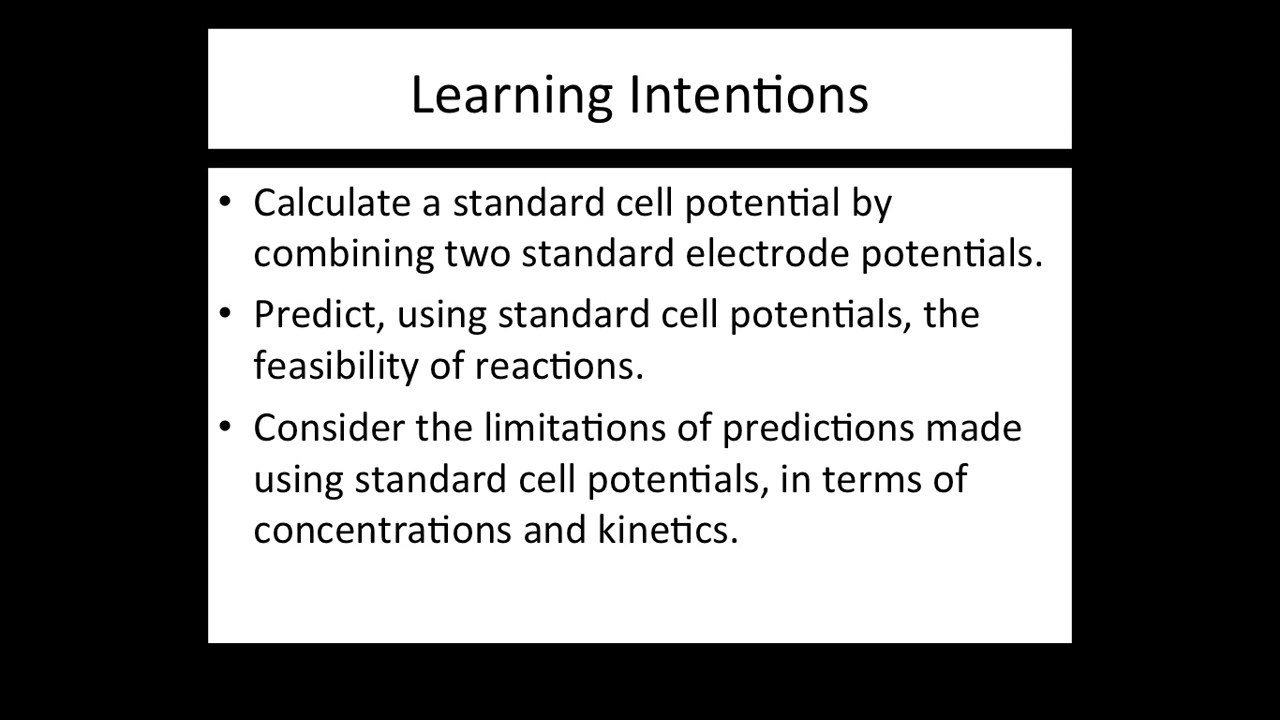 Learning Intentions
• Calculate a standard cell potential by
combining two standard electrode potentials.
• Predict, using standard cell potentials, the
feasibility of reactions.
• Consider the limitations of predictions made
using standard cell potentials, in terms of
concentrations and kinetics.